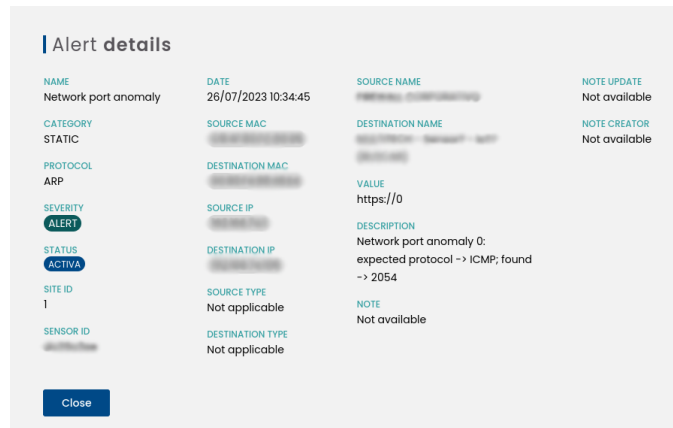 Alert details
NAME
Network port anomaly
CATEGORY
STATIC
PROTOCOL
ARP
SEVERITY
ALERT
STATUS
ACTIVA
SITE ID
1
SENSOR ID
DATE
26/07/2023 10:34:45
SOURCE MAC
DESTINATION MAC
SOURCE IP
DESTINATION IP
SOURCE TYPE
Not applicable
DESTINATION TYPE
Not applicable
SOURCE NAME
DESTINATION NAME
VALUE
https://0
DESCRIPTION
Network port anomaly 0:
expected protocol -> ICMP; found
-> 2054
NOTE
Not available
NOTE UPDATE
Not available
NOTE CREATOR
Not available
Close